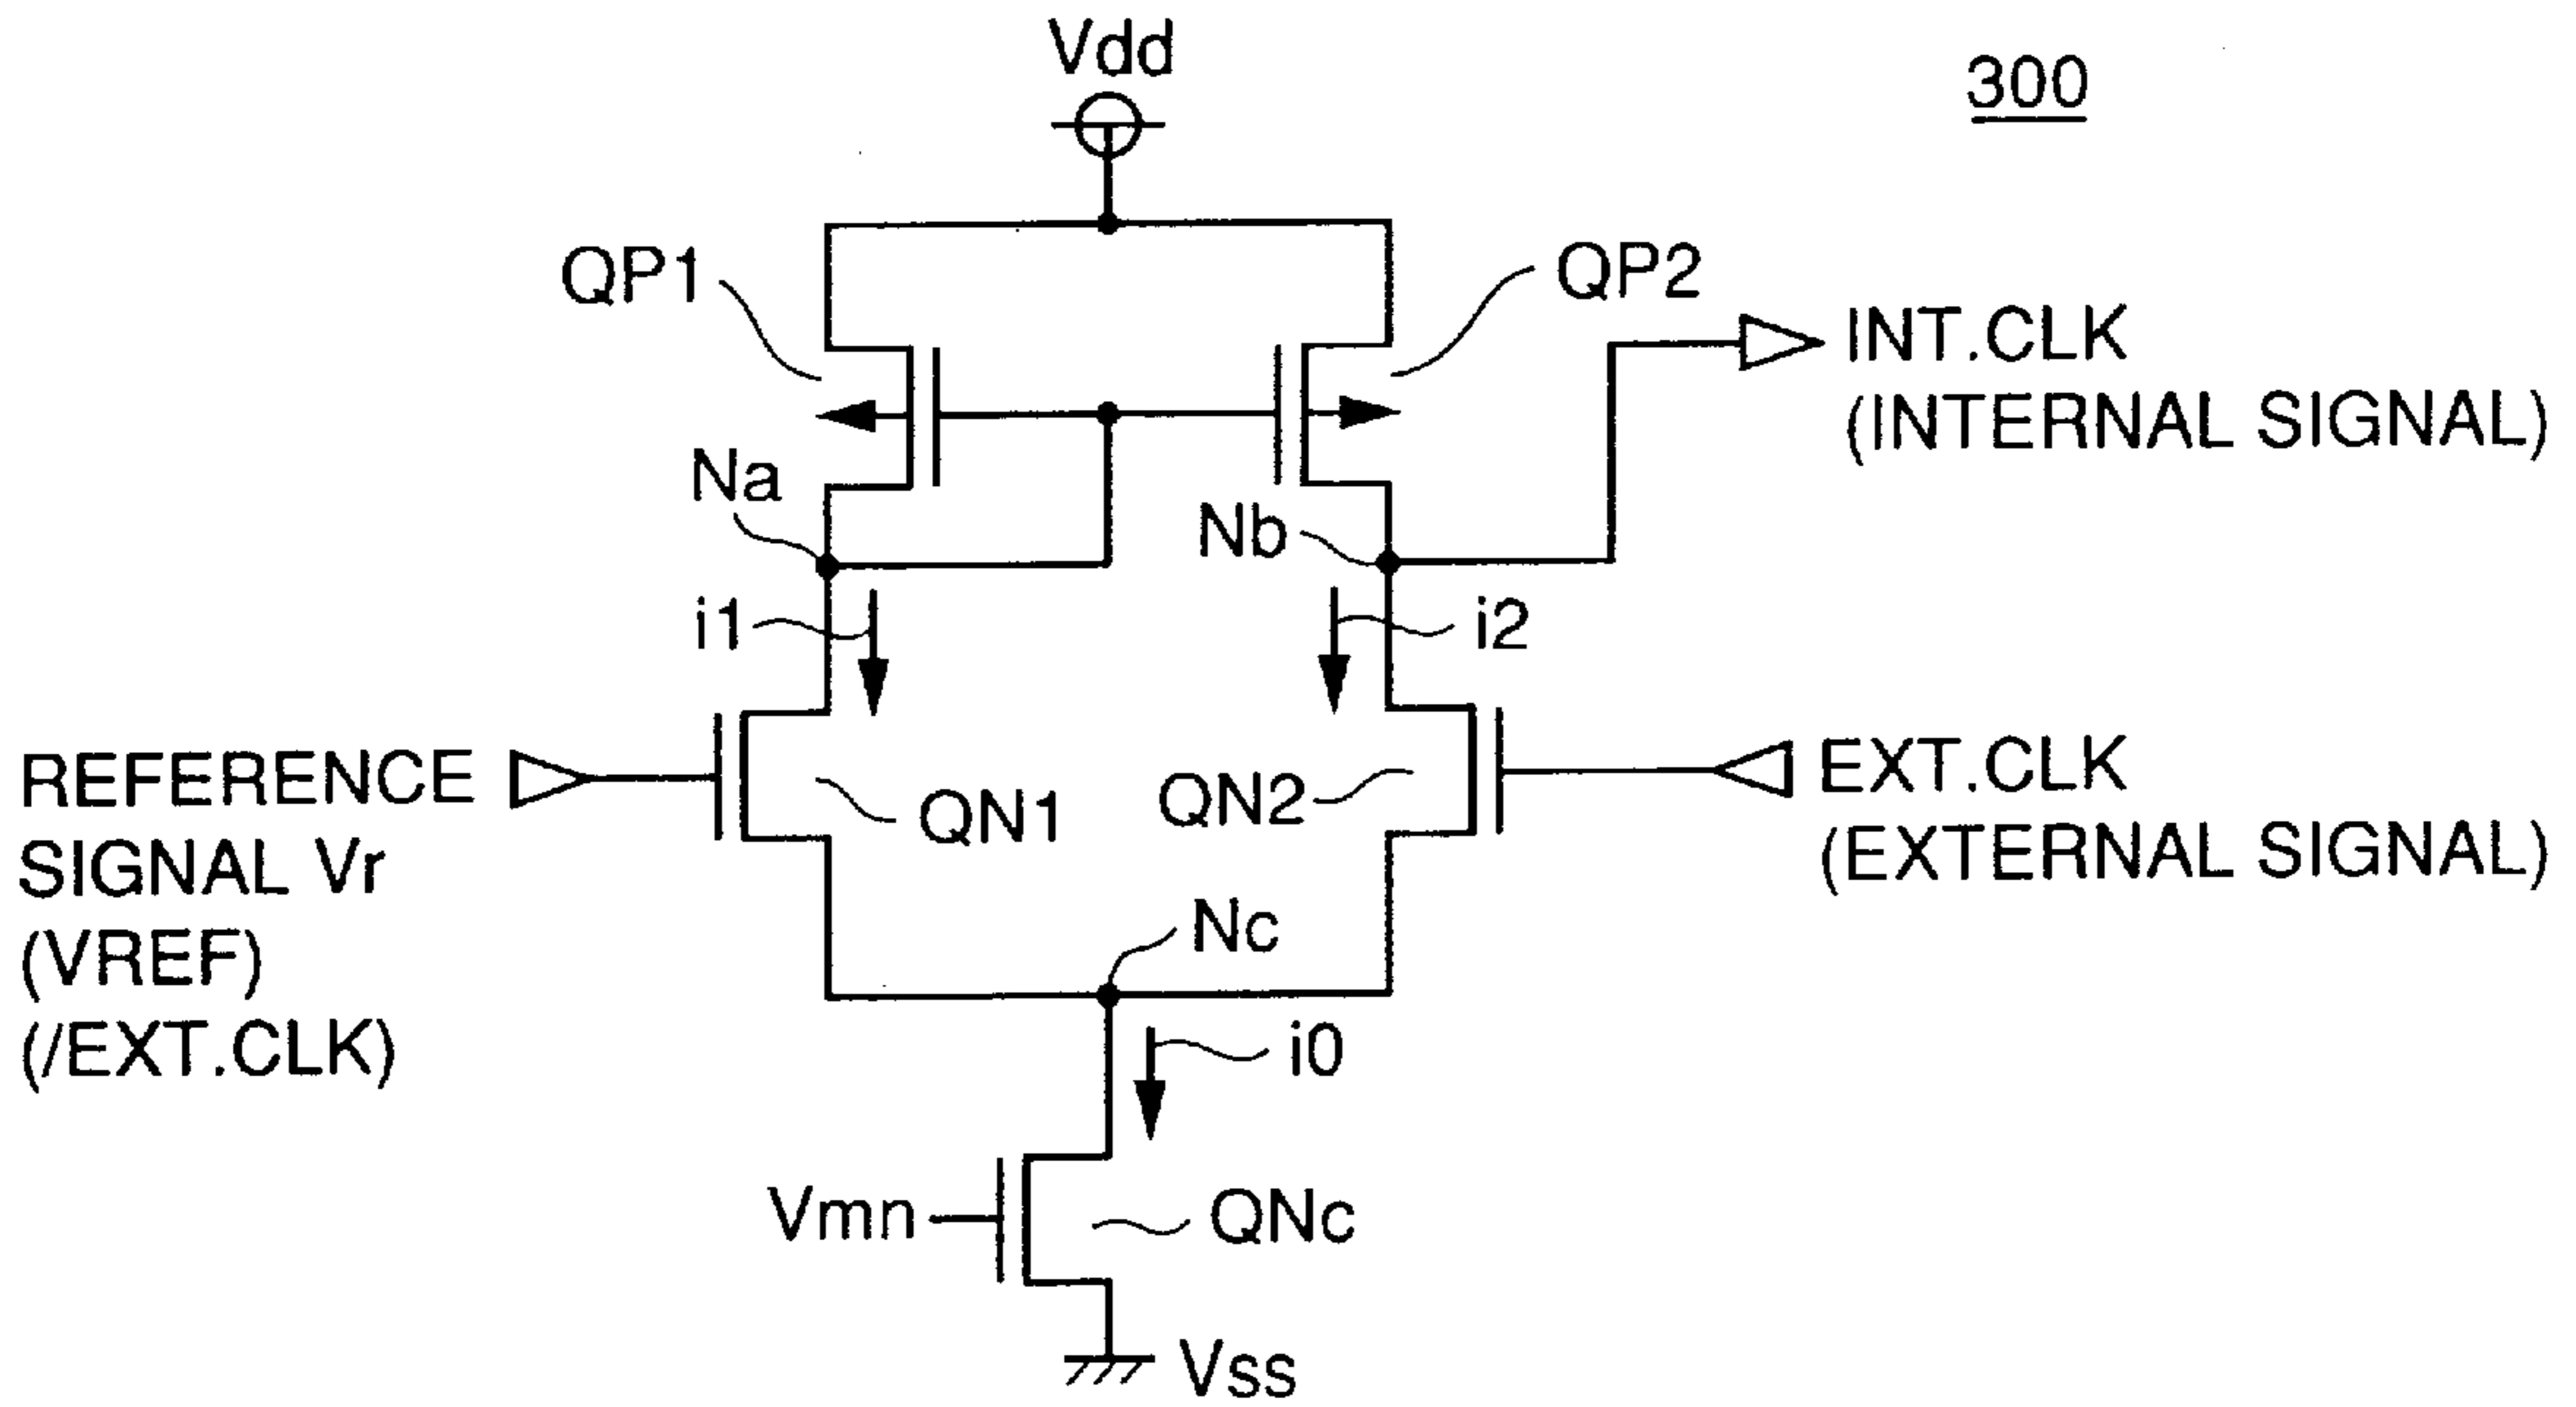 Vdd
300
QP1
QP2
INT.CLK
(INTERNAL SIGNAL)
Na
Nb
i1
i2
REFERENCE
SIGNAL Vr
(VREF)
(/EXT.CLK)
QN1
QN2
EXT.CLK
(EXTERNAL SIGNAL)
Nc
i0
Vmn
QNc
Vss